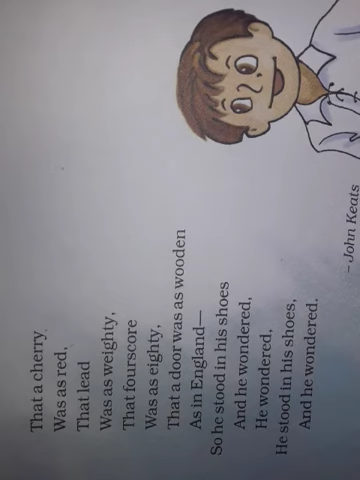 That a cherry
Was as red,
That lead
Was as weighty,
That fourscore
Was as eighty,
That a door was as wooden
As in England—
So he stood in his shoes
And he wondered,
He wondered,
He stood in his shoes,
And he wondered.
– John Keats